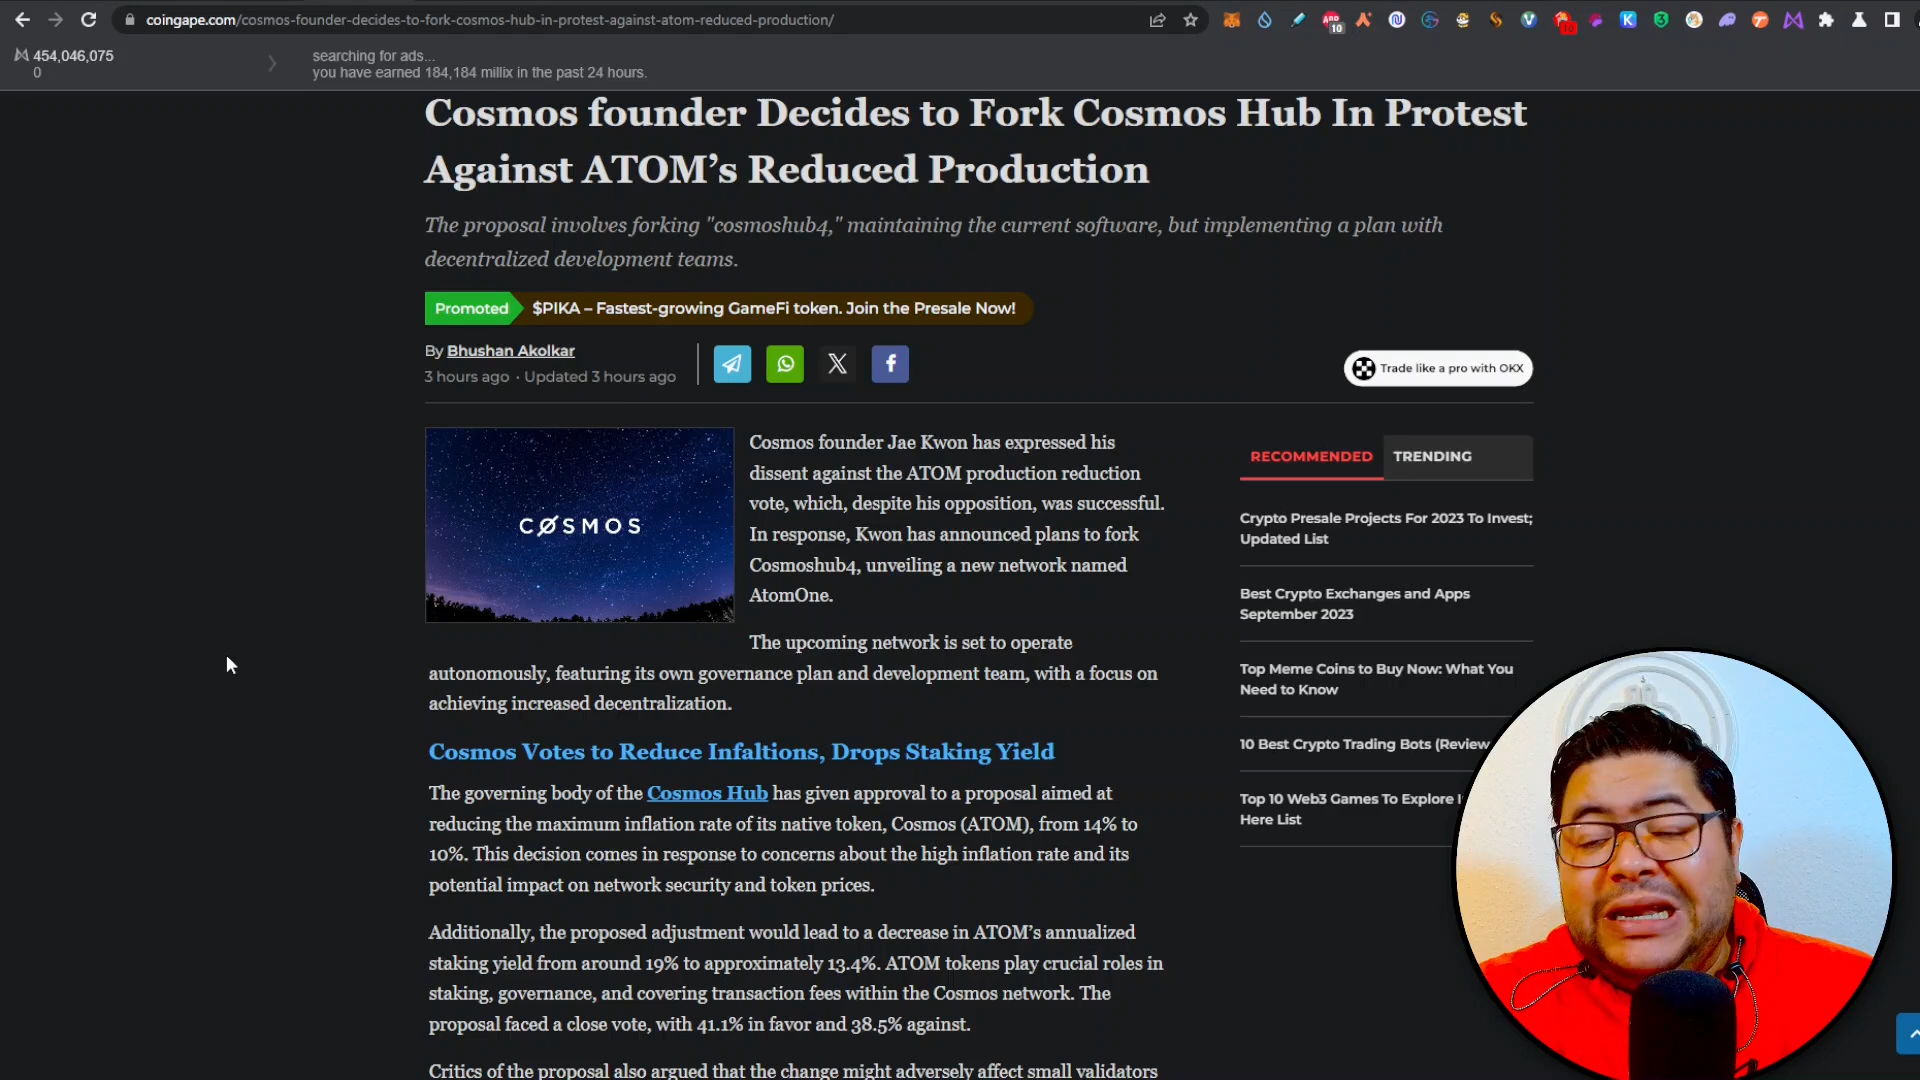 coingape.com/cosmos-founder-decides-to-fork-cosmos-hub-in-protest-against-atom-reduced-production/
454,046,075
0
searching for ads...
you have earned 184,184 millix in the past 24 hours.
Cosmos founder Decides to Fork Cosmos Hub In Protest
Against ATOM’s Reduced Production
The proposal involves forking "cosmoshub4," maintaining the current software, but implementing a plan with
decentralized development teams.
Promoted $PIKA – Fastest-growing GameFi token. Join the Presale Now!
By Bhushan Akolkar
3 hours ago · Updated 3 hours ago
Trade like a pro with OKX
COSMOS
Cosmos founder Jae Kwon has expressed his
dissent against the ATOM production reduction
vote, which, despite his opposition, was successful.
In response, Kwon has announced plans to fork
Cosmoshub4, unveiling a new network named
AtomOne.
The upcoming network is set to operate
autonomously, featuring its own governance plan and development team, with a focus on
achieving increased decentralization.
Cosmos Votes to Reduce Infaltions, Drops Staking Yield
The governing body of the Cosmos Hub has given approval to a proposal aimed at
reducing the maximum inflation rate of its native token, Cosmos (ATOM), from 14% to
10%. This decision comes in response to concerns about the high inflation rate and its
potential impact on network security and token prices.
Additionally, the proposed adjustment would lead to a decrease in ATOM’s annualized
staking yield from around 19% to approximately 13.4%. ATOM tokens play crucial roles in
staking, governance, and covering transaction fees within the Cosmos network. The
proposal faced a close vote, with 41.1% in favor and 38.5% against.
Critics of the proposal also argued that the change might adversely affect small validators
RECOMMENDED TRENDING
Crypto Presale Projects For 2023 To Invest;
Updated List
Best Crypto Exchanges and Apps
September 2023
Top Meme Coins to Buy Now: What You
Need to Know
10 Best Crypto Trading Bots (Review
Top 10 Web3 Games To Explore
Here List